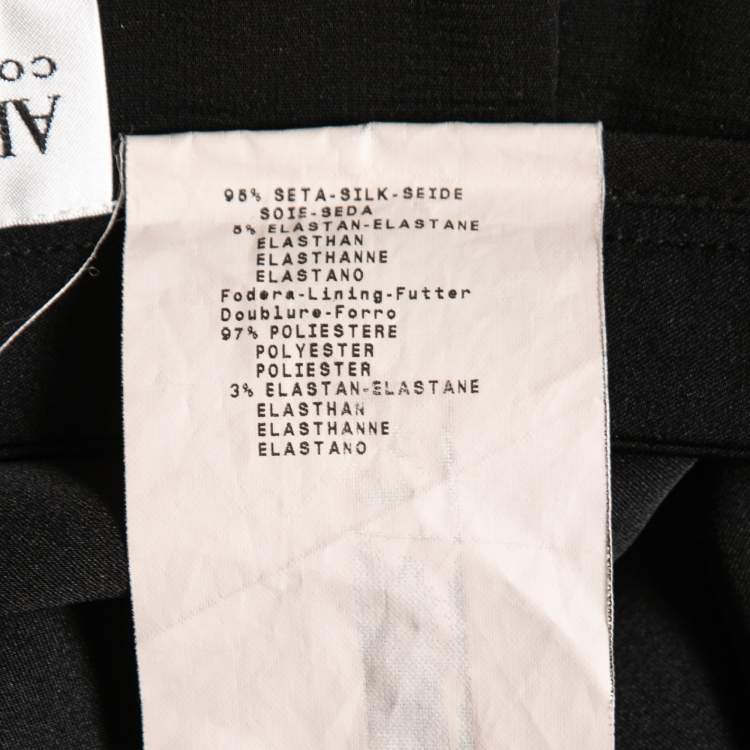 95% SETA-SILK-SEIDE
SOIE-SEDA
5% ELASTAN-ELASTANE
ELASTHAN
ELASTHANNE
ELASTANO
Fodera-Lining-Futter
Doublure-Forro
97% POLIESTERE
POLYESTER
POLIESTER
3% ELASTAN-ELASTANE
ELASTHAN
ELASTHANNE
ELASTANO